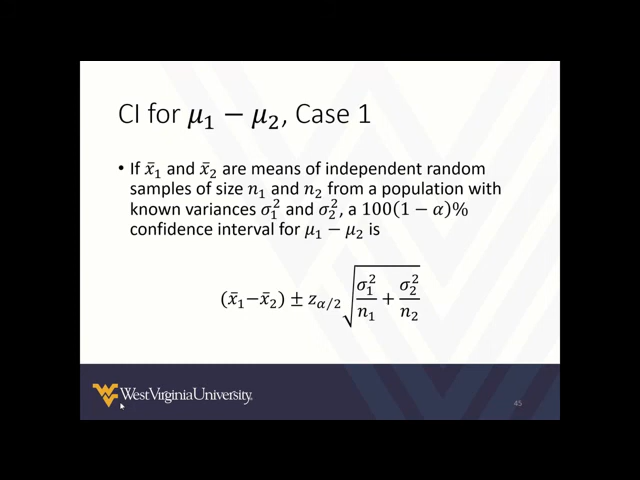 CI for μ₁ − μ₂, Case 1
• If x̄₁ and x̄₂ are means of independent random
samples of size n₁ and n₂ from a population with
known variances σ₁² and σ₂², a 100(1 − α)%
confidence interval for μ₁ − μ₂ is
(x̄₁−x̄₂) ± z_{α/2} √(σ₁²/n₁ + σ₂²/n₂)
WestVirginiaUniversity.
45